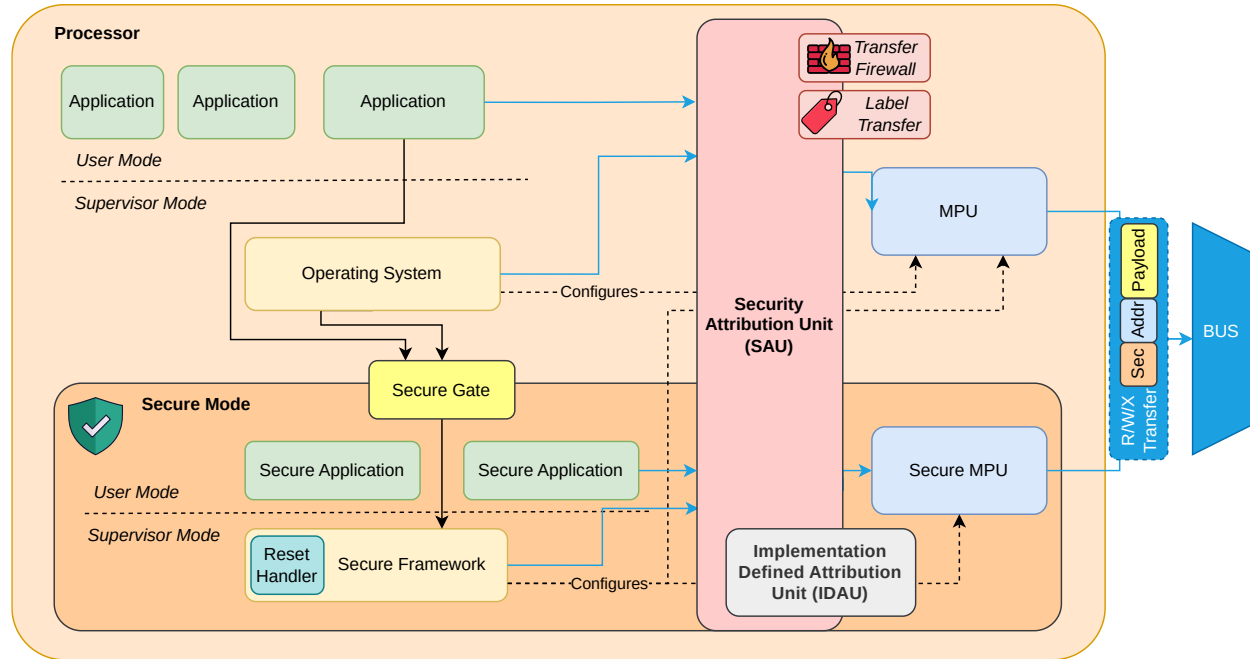 Processor
Transfer
Firewall
Application
Application
Application
Label
Transfer
User Mode
Supervisor Mode
MPU
Operating System
Configures
Security
Attribution Unit
(SAU)
Payload
Addr
Sec
R/W/X
Transfer
BUS
Secure Gate
Secure Mode
Secure Application
Secure Application
Secure MPU
User Mode
Supervisor Mode
Reset
Handler
Secure Framework
Configures
Implementation
Defined Attribution
Unit (IDAU)